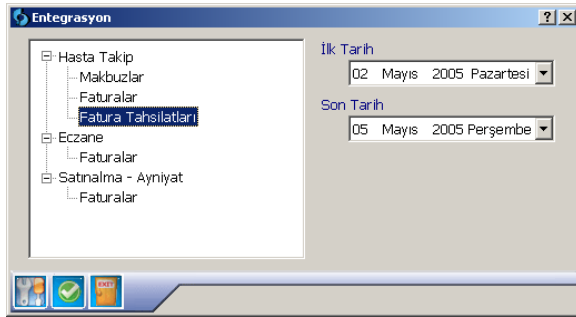 Entegrasyon
Hasta Takip
Makbuzlar
Faturalar
Fatura Tahsilatları
Eczane
Faturalar
Satınalma - Ayniyat
Faturalar
İlk Tarih
02 Mayıs 2005 Pazartesi
Son Tarih
05 Mayıs 2005 Perşembe
EXIT